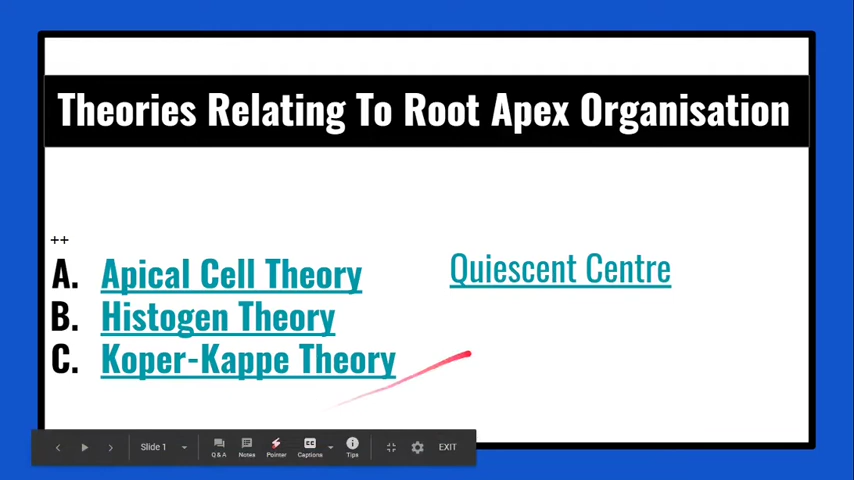 Theories Relating To Root Apex Organisation
++
A. Apical Cell Theory
B. Histogen Theory
C. Koper-Kappe Theory
Quiescent Centre
Slide 1
Q & A
Notes
Pointer
CC
Captions
Tips
EXIT